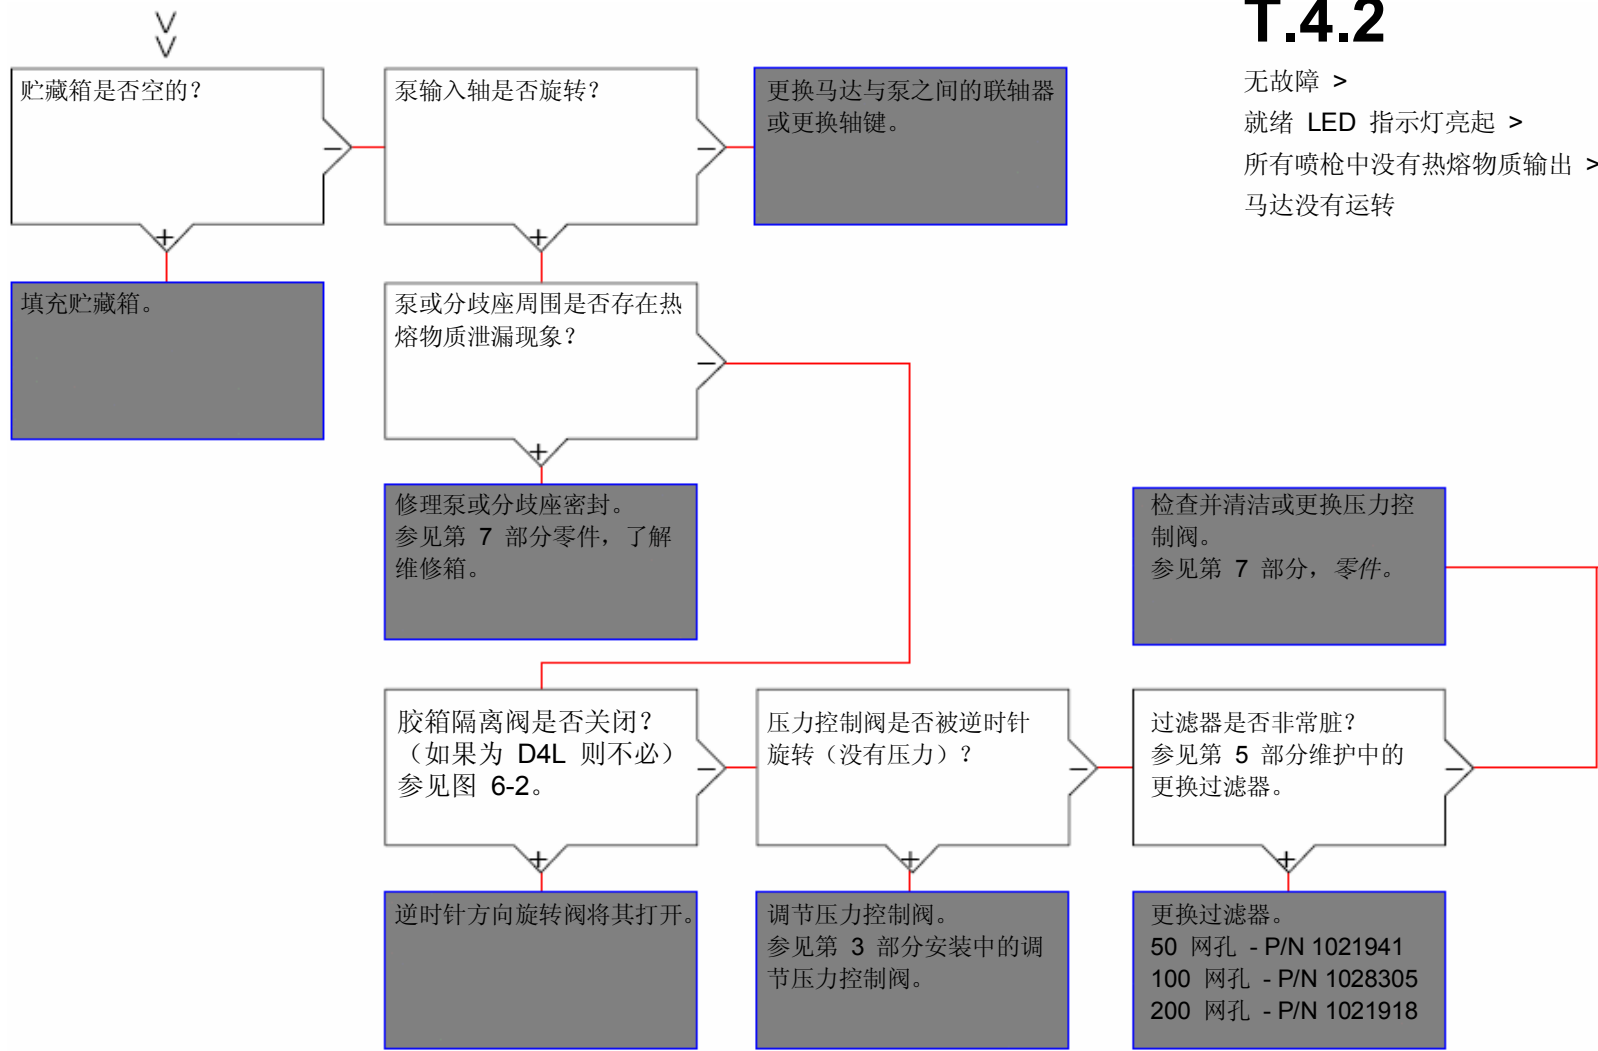 T.4.2
无故障 >
就绪 LED 指示灯亮起 >
所有喷枪中没有热熔物质输出 >
马达没有运转
贮藏箱是否空的？
泵输入轴是否旋转？
更换马达与泵之间的联轴器
或更换轴键。
填充贮藏箱。
泵或分歧座周围是否存在热
熔物质泄漏现象？
修理泵或分歧座密封。
参见第 7 部分零件，了解
维修箱。
检查并清洁或更换压力控
制阀。
参见第 7 部分，零件。
胶箱隔离阀是否关闭？
（如果为 D4L 则不必）
参见图 6-2。
压力控制阀是否被逆时针
旋转（没有压力）？
过滤器是否非常脏？
参见第 5 部分维护中的
更换过滤器。
逆时针方向旋转阀将其打开。
调节压力控制阀。
参见第 3 部分安装中的调
节压力控制阀。
更换过滤器。
50 网孔 - P/N 1021941
100 网孔 - P/N 1028305
200 网孔 - P/N 1021918